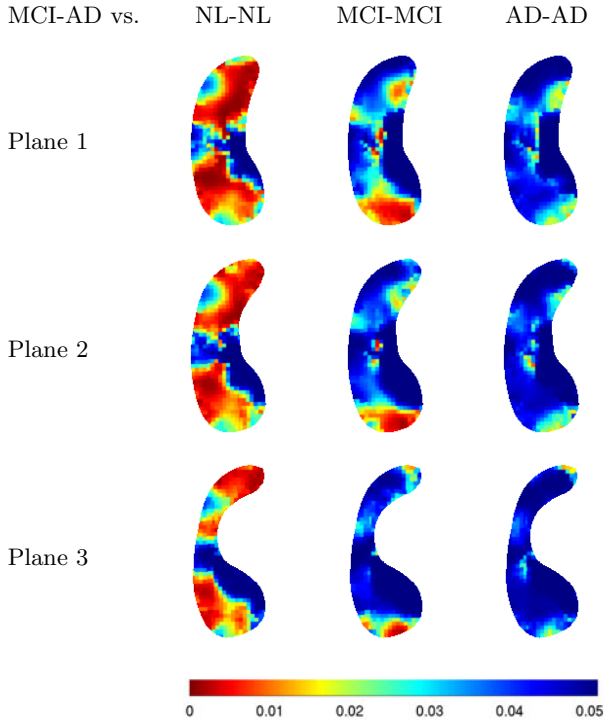 MCI-AD vs. NL-NL MCI-MCI AD-AD
Plane 1
Plane 2
Plane 3
0 0.01 0.02 0.03 0.04 0.05